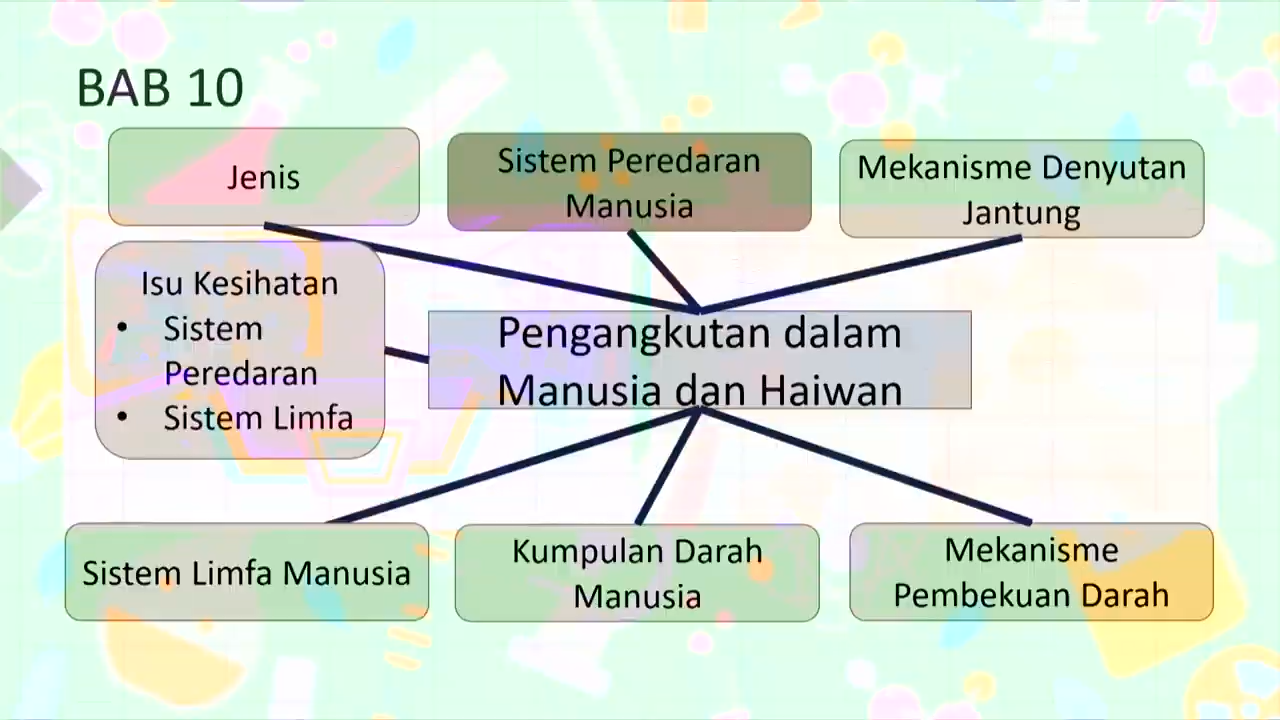 BAB 10
Jenis
Sistem Peredaran
Manusia
Mekanisme Denyutan
Jantung
Isu Kesihatan
• Sistem
Peredaran
• Sistem Limfa
Pengangkutan dalam
Manusia dan Haiwan
Sistem Limfa Manusia
Kumpulan Darah
Manusia
Mekanisme
Pembekuan Darah